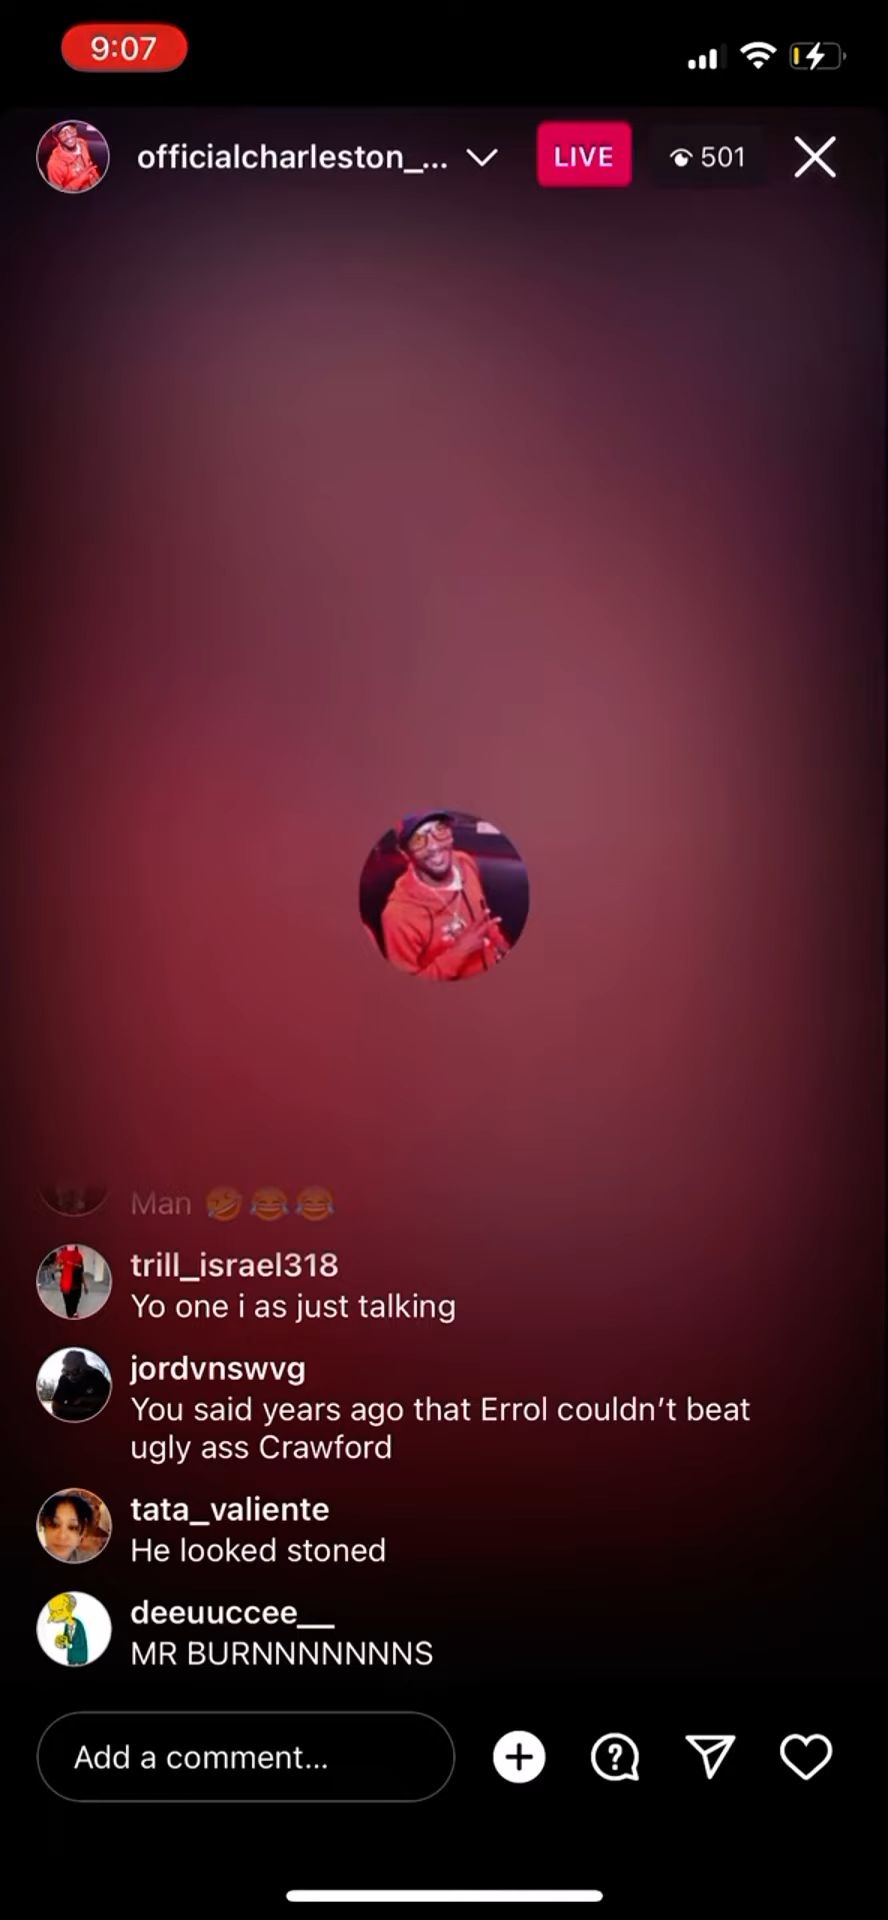 9:07
officialcharleston_...
LIVE
501
Man 🤣😂😂
trill_israel318
Yo one i as just talking
jordvnswvg
You said years ago that Errol couldn’t beat
ugly ass Crawford
tata_valiente
He looked stoned
deeuuccee__
MR BURNNNNNNNS
Add a comment...